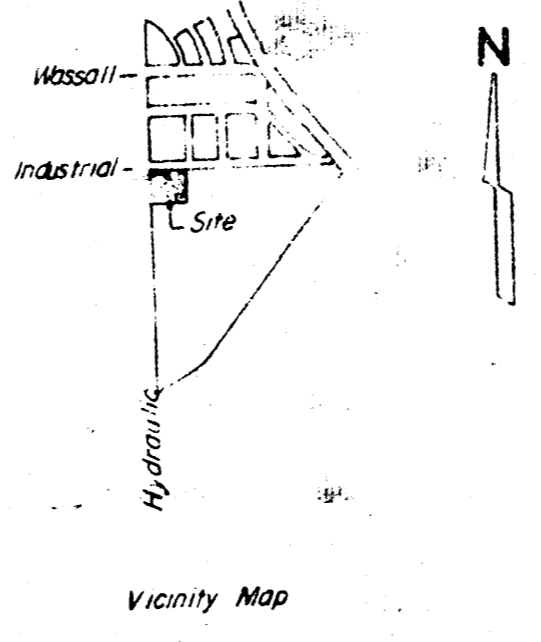 N
Wassall
Industrial
Site
Hydraulic
Vicinity Map